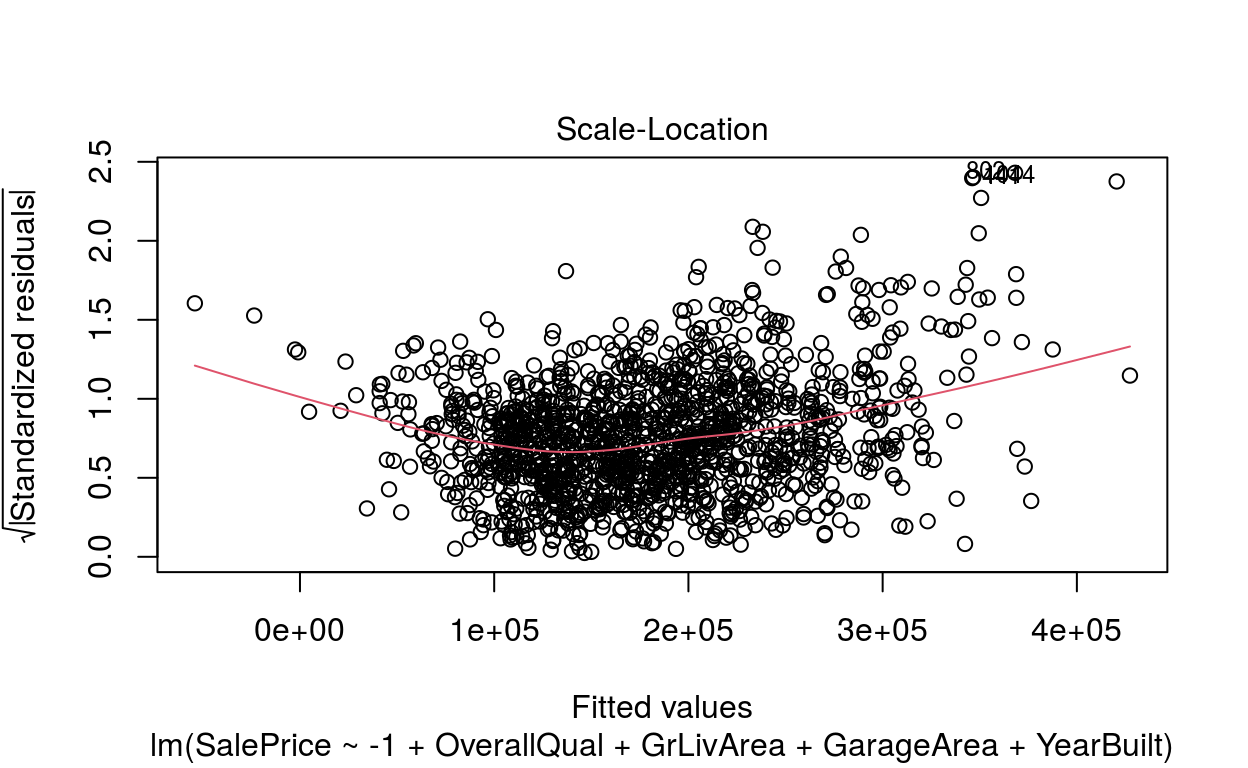 Scale-Location
√|Standardized residuals|
2.5
2.0
1.5
1.0
0.5
0.0
0e+00 1e+05 2e+05 3e+05 4e+05
Fitted values
lm(SalePrice ~ -1 + OverallQual + GrLivArea + GarageArea + YearBuilt)